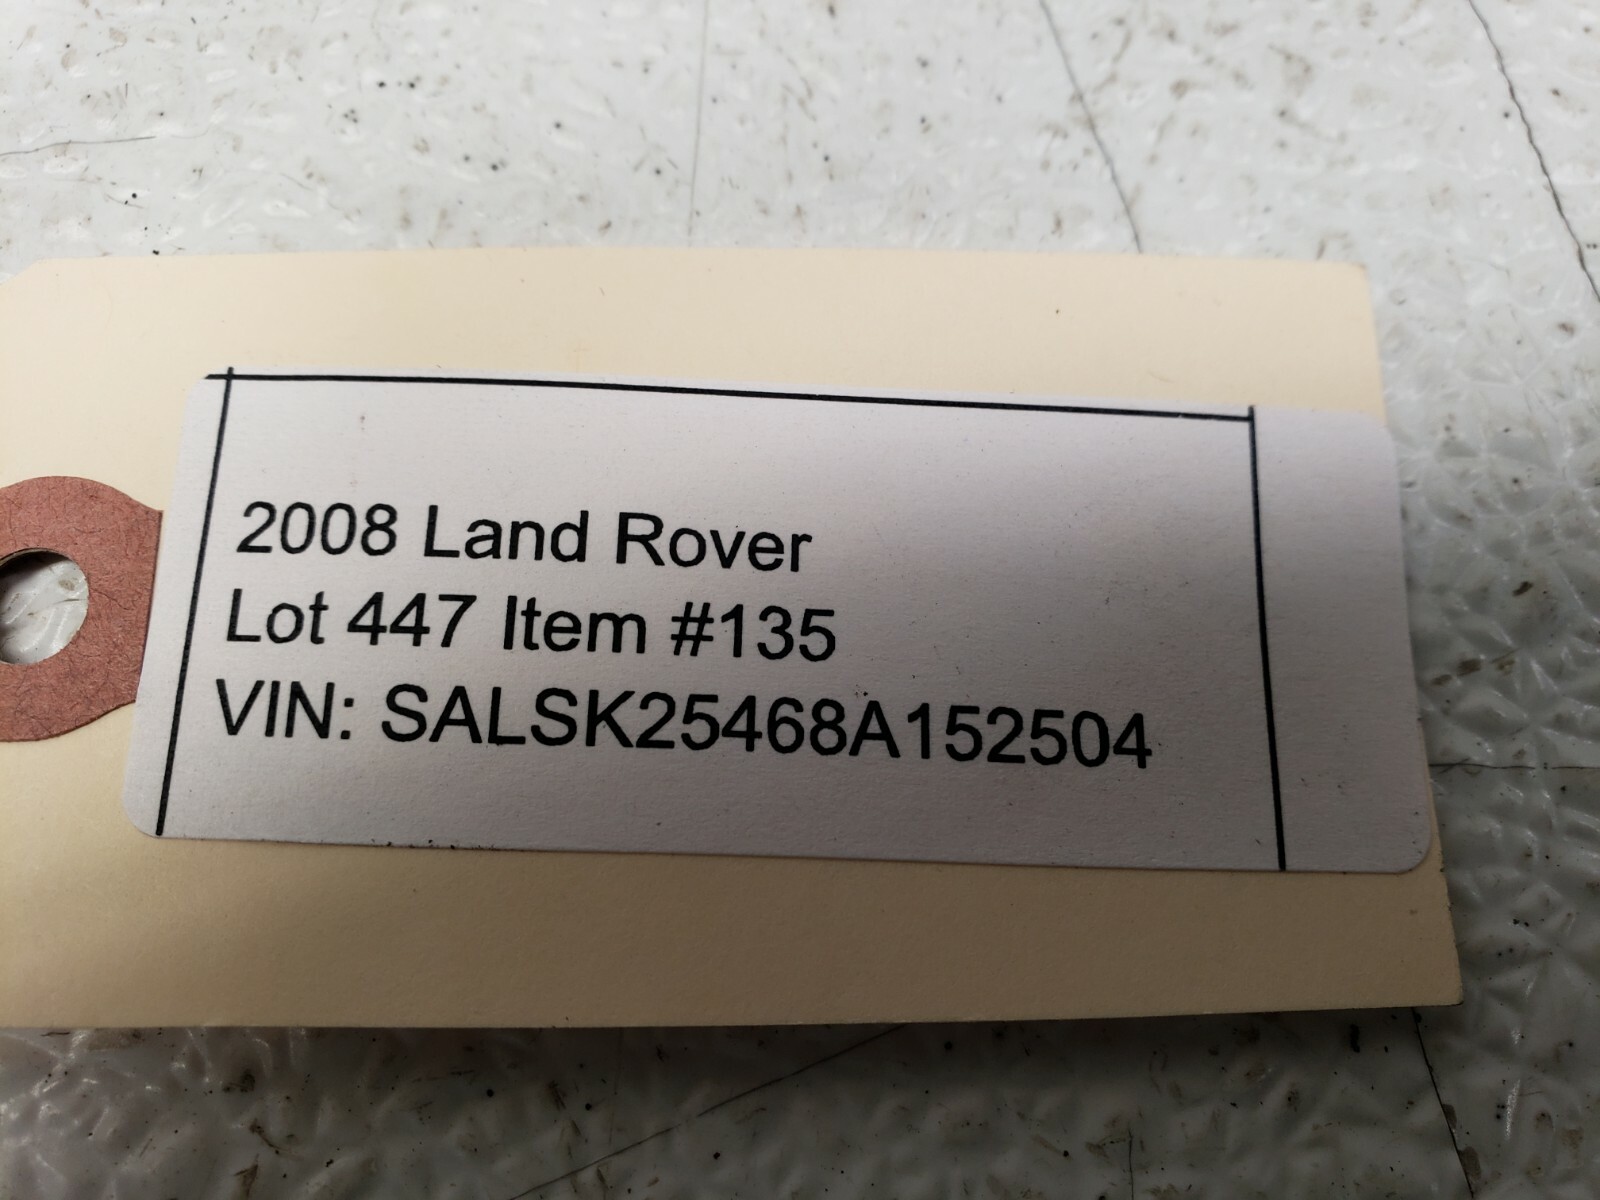 2008 Land Rover
Lot 447 Item #135
VIN: SALSK25468A152504